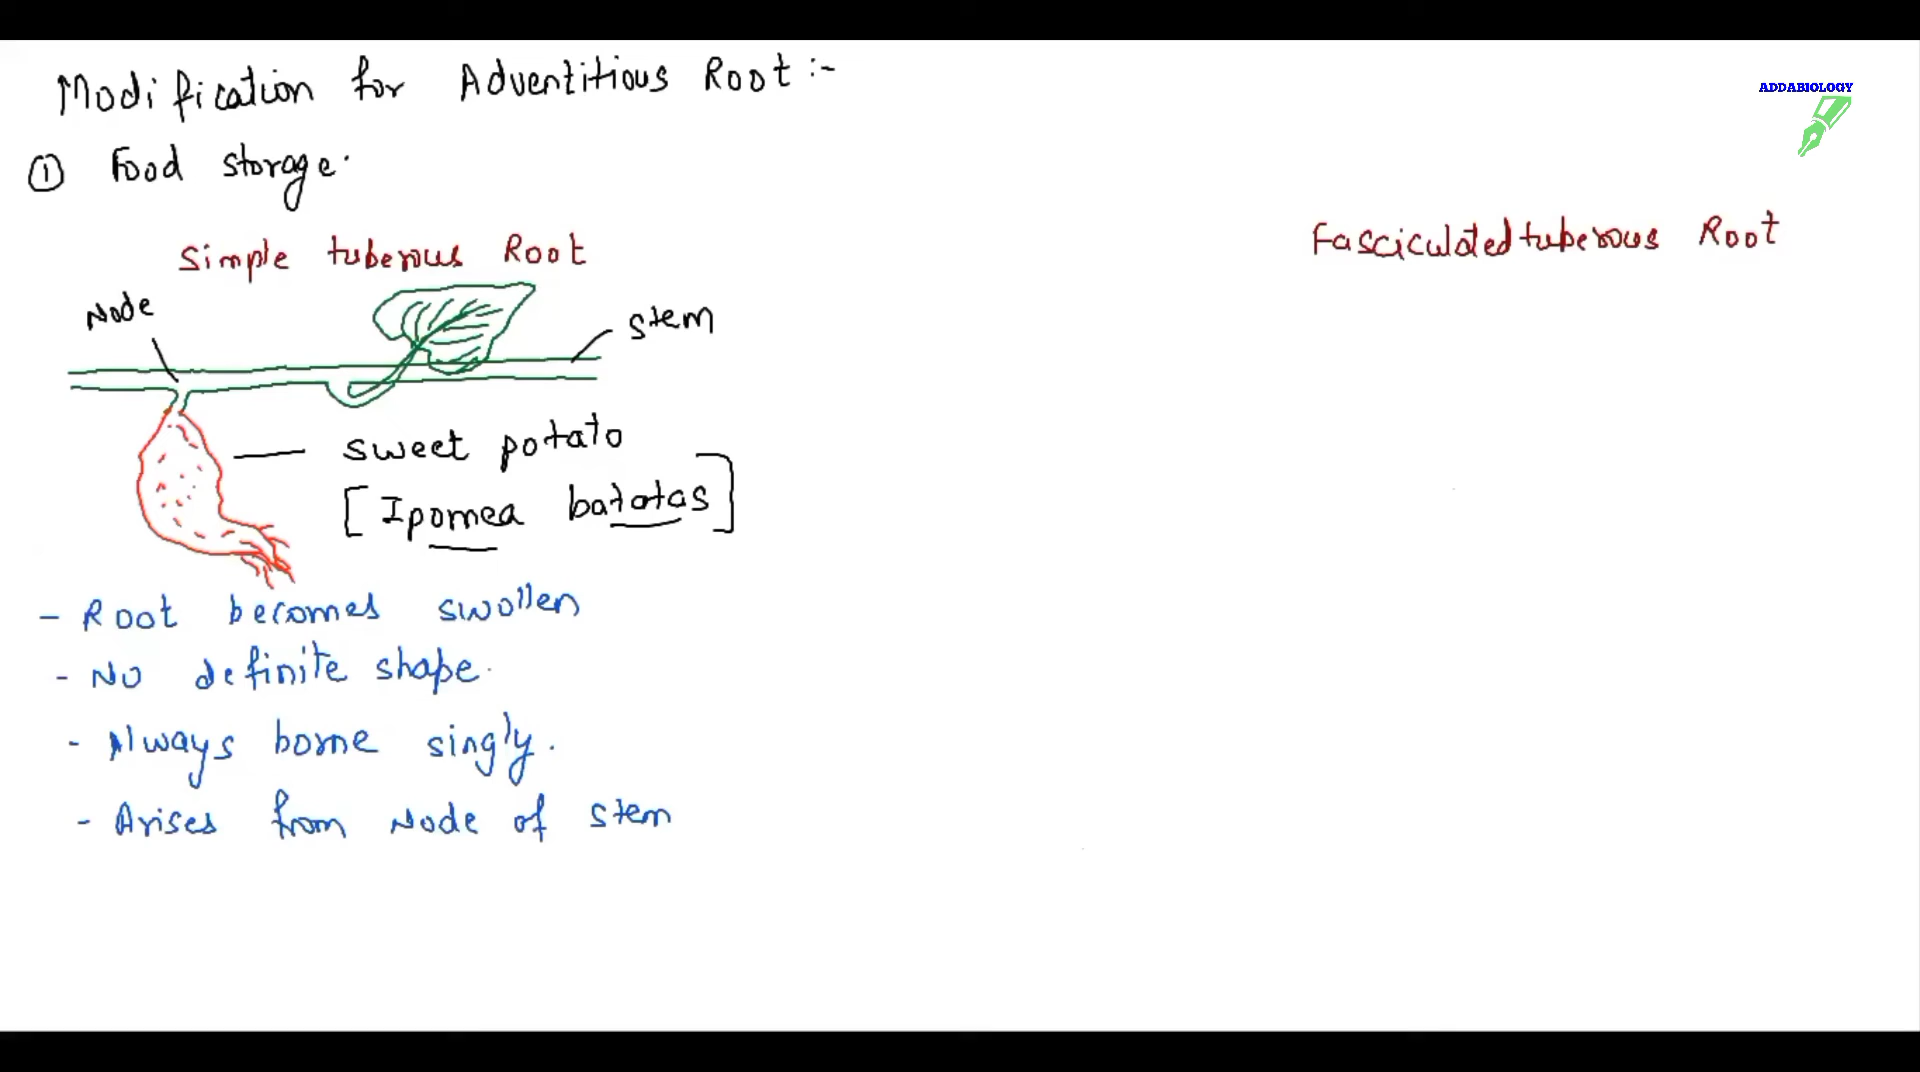 Modification for Adventitious Root :-
ADDABIOLOGY
① Food storage.
Simple tuberous Root
Fasciculated tuberous Root
Node
stem
sweet potato
[Ipomea batatas]
- Root becomes swollen
- No definite shape.
- Always borne singly.
- Arises from Node of stem